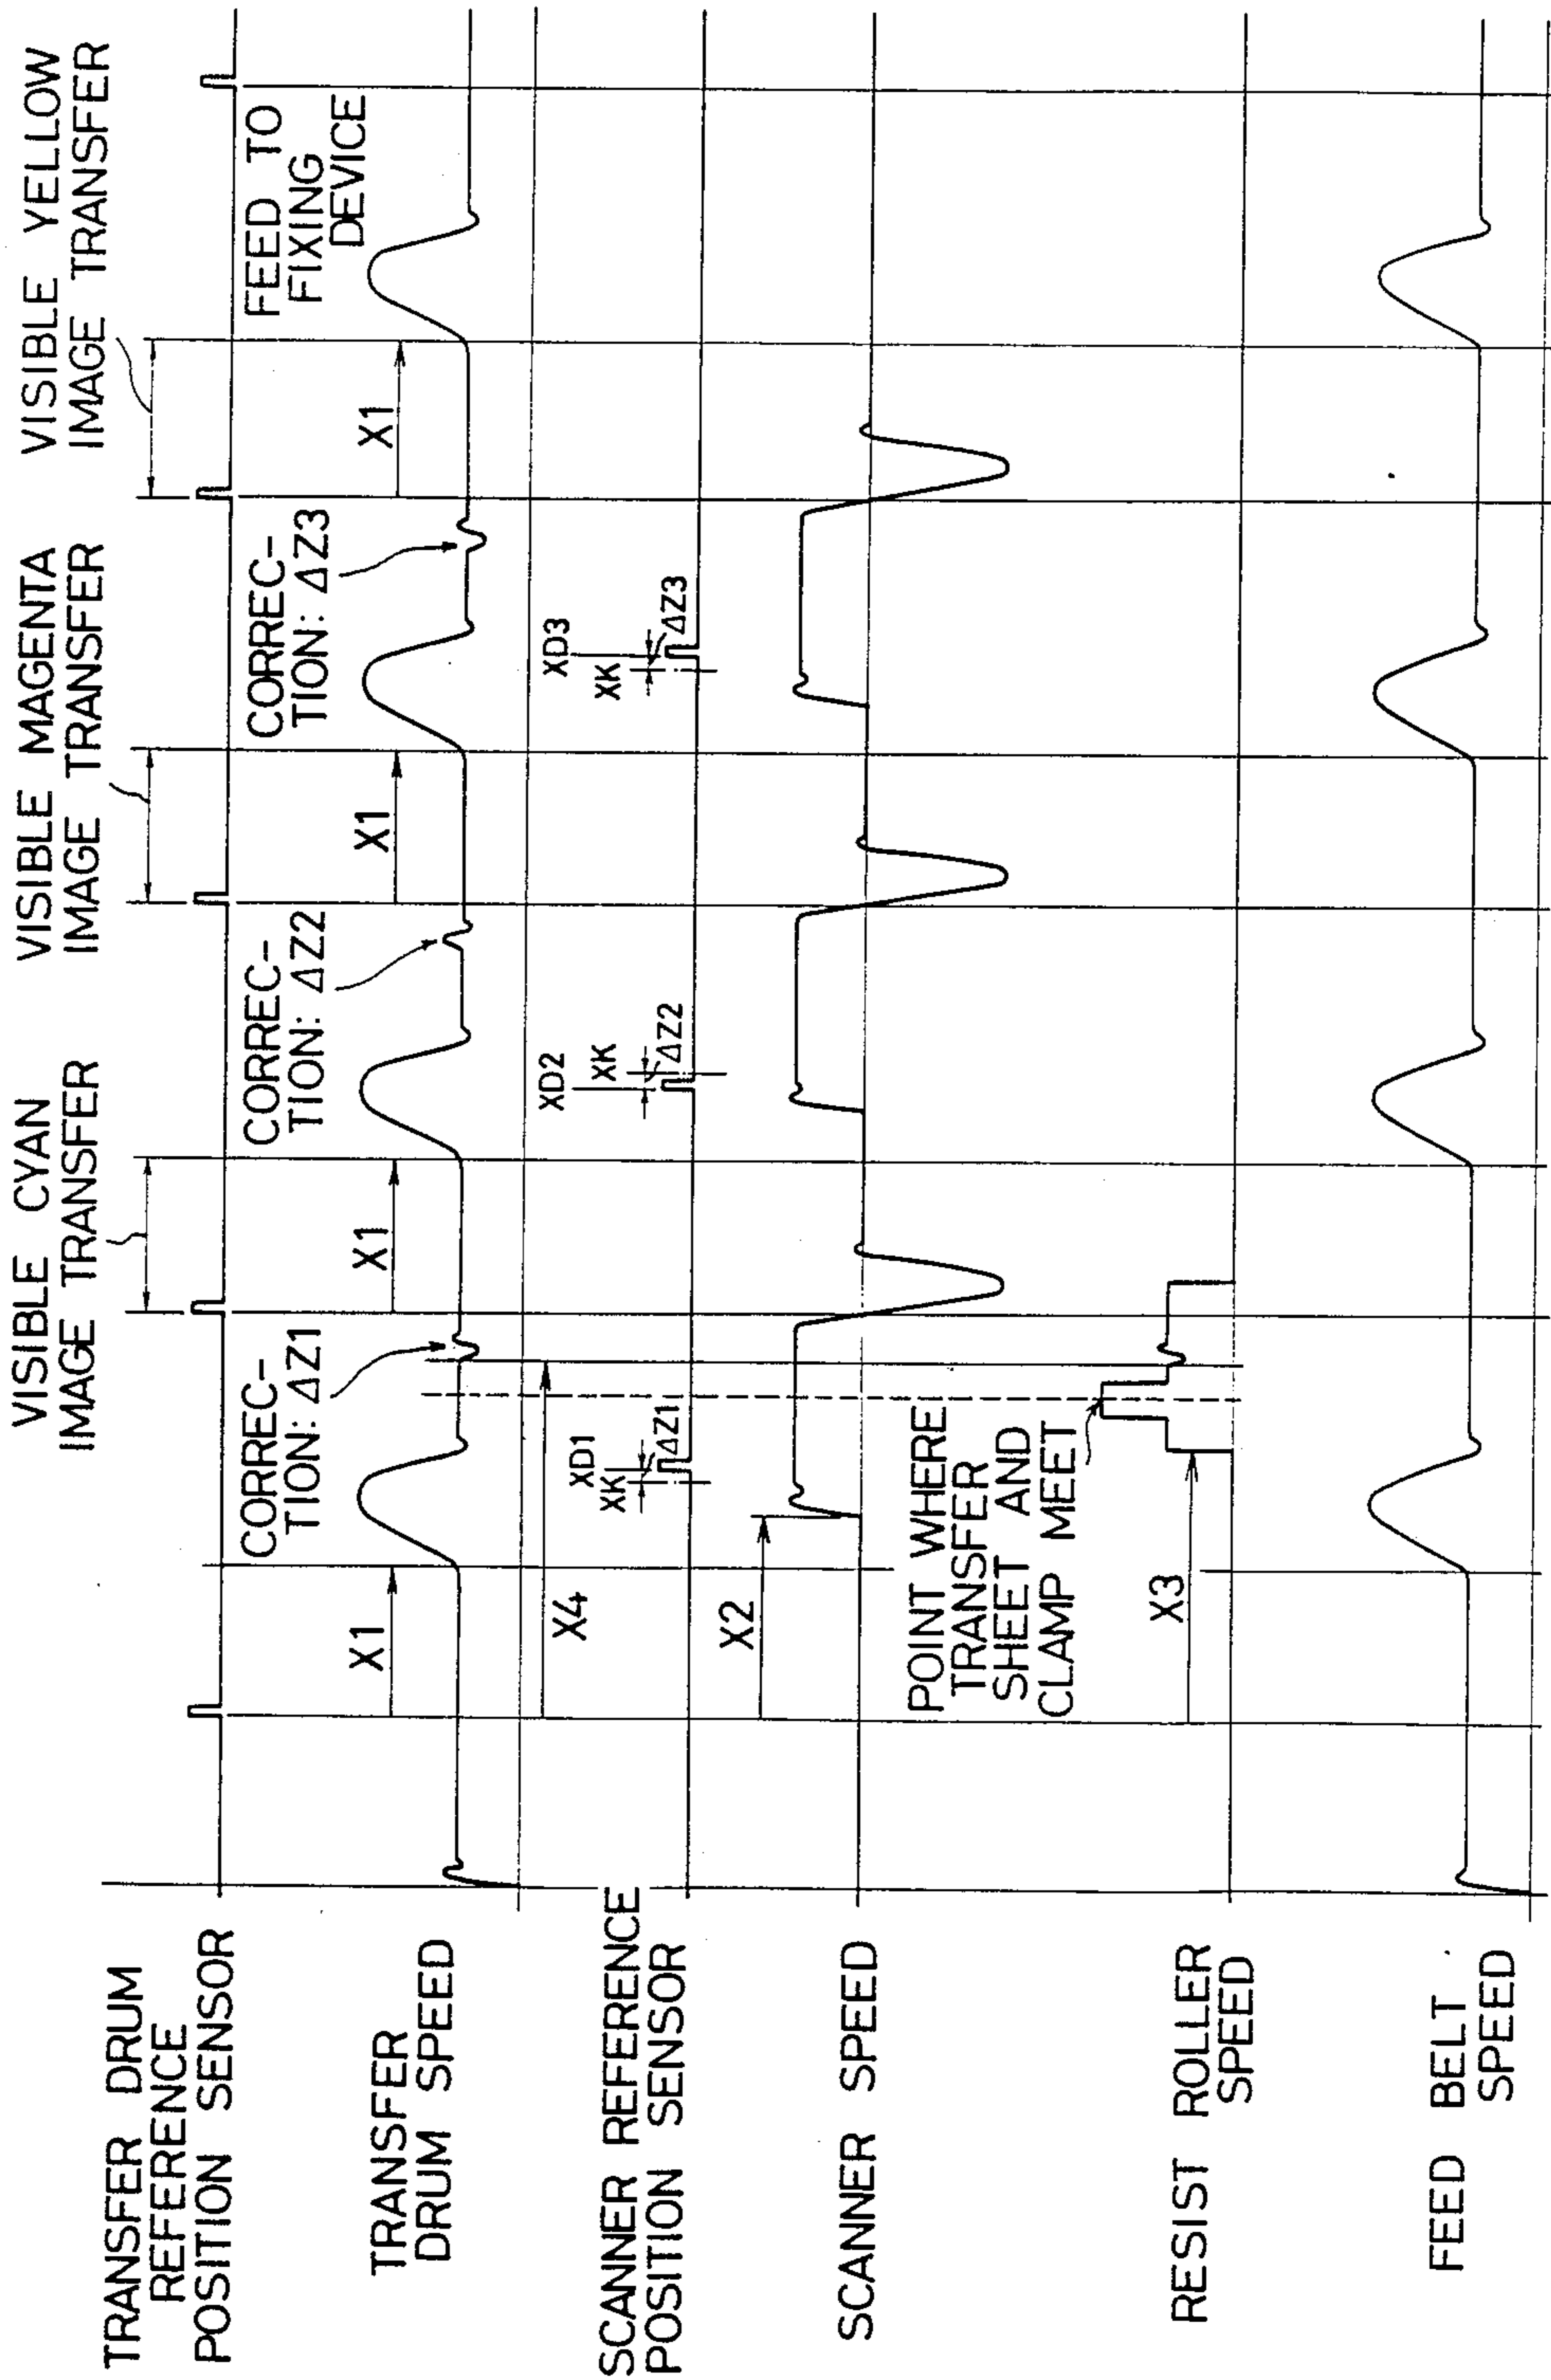 VISIBLE CYAN
IMAGE TRANSFER
VISIBLE MAGENTA
IMAGE TRANSFER
VISIBLE YELLOW
IMAGE TRANSFER
TRANSFER DRUM
REFERENCE
POSITION SENSOR
CORREC-
TION: ΔZ1
CORREC-
TION: ΔZ2
CORREC-
TION: ΔZ3
FEED TO
FIXING
DEVICE
X1
X1
X1
X1
TRANSFER
DRUM SPEED
X4
XD1
XK
ΔZ1
XD2
XK
ΔZ2
XD3
XK
ΔZ3
SCANNER REFERENCE
POSITION SENSOR
X2
SCANNER SPEED
POINT WHERE
TRANSFER
SHEET AND
CLAMP MEET
X3
RESIST ROLLER
SPEED
FEED BELT
SPEED